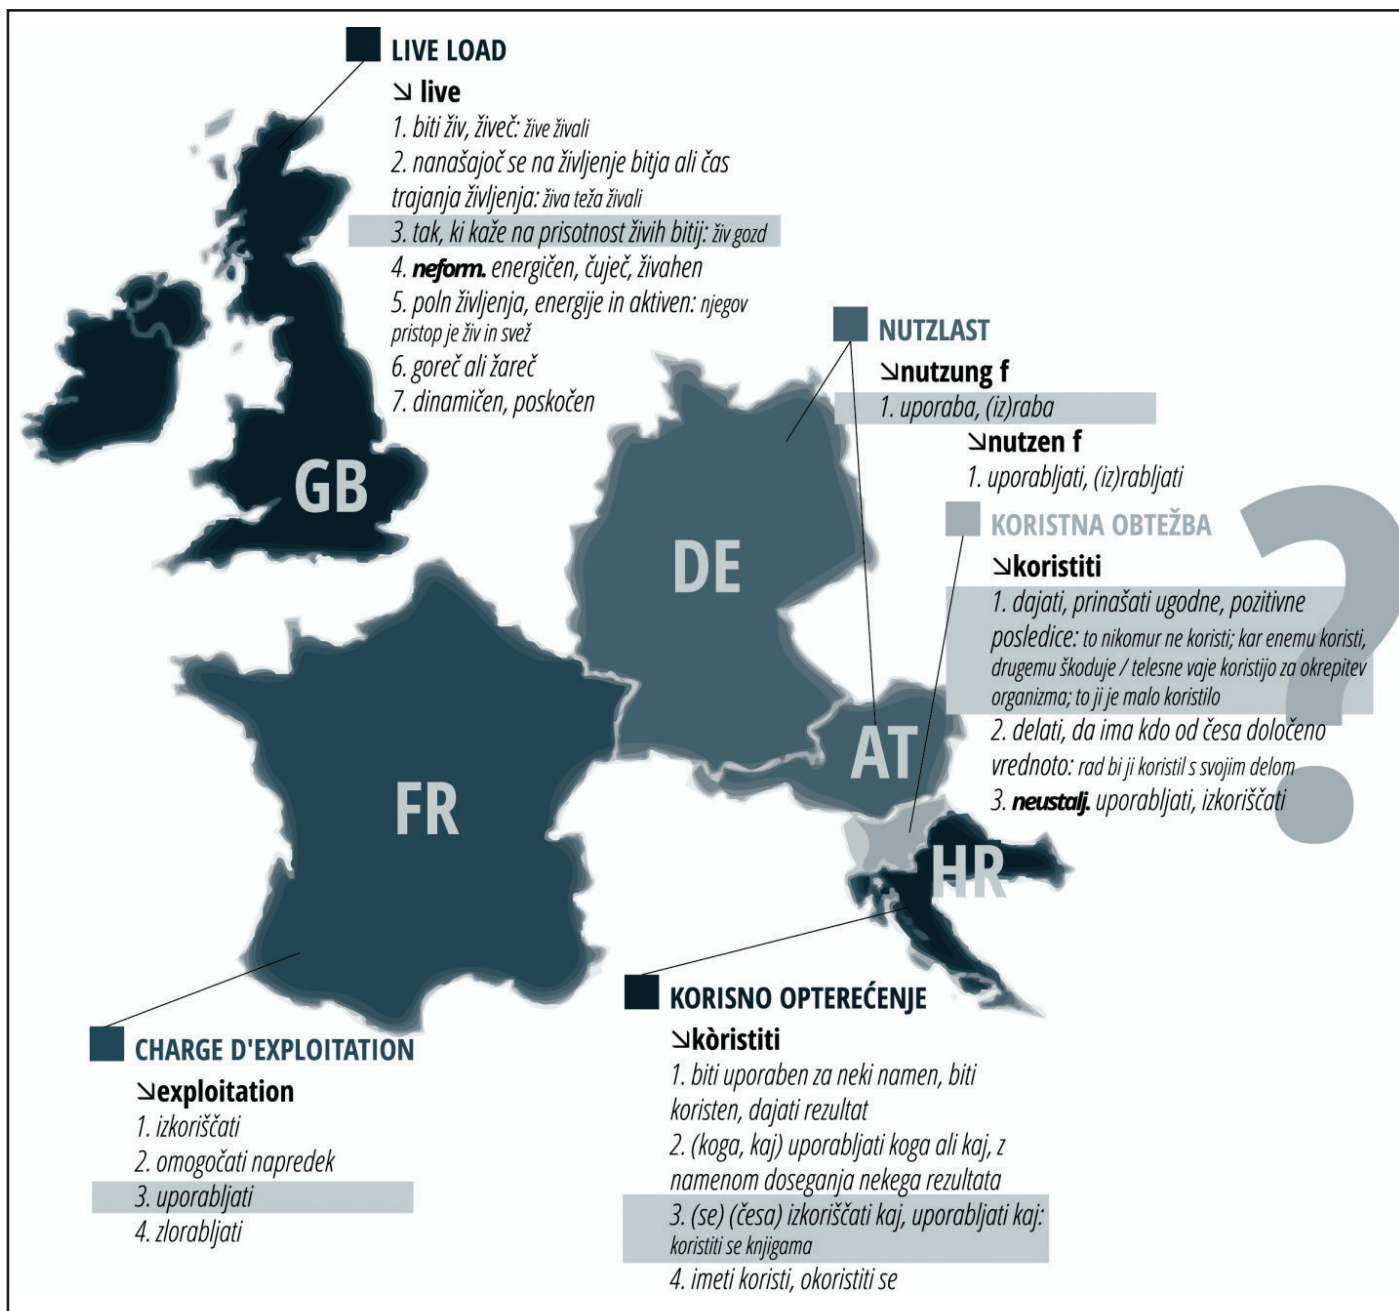 LIVE LOAD
↘ live
1. biti živ, živeč: žive živali
2. nanašajoč se na življenje bitja ali čas
trajanja življenja: živa teža živali
3. tak, ki kaže na prisotnost živih bitij: živ gozd
4. neform. energičen, čuječ, živahen
5. poln življenja, energije in aktiven: njegov
pristop je živ in svež
6. goreč ali žareč
7. dinamičen, poskočen
GB
NUTZLAST
↘nutzung f
1. uporaba, (iz)raba
↘nutzen f
1. uporabljati, (iz)rabljati
DE
AT
KORISTNA OBTEŽBA
↘koristiti
1. dajati, prinašati ugodne, pozitivne
posledice: to nikomur ne koristi; kar enemu koristi,
drugemu škoduje / telesne vaje koristijo za okrepitev
organizma; to ji je malo koristilo
2. delati, da ima kdo od česa določeno
vrednoto: rad bi ji koristil s svojim delom
3. neustalj. uporabljati, izkoriščati
?
FR
HR
CHARGE D'EXPLOITATION
↘exploitation
1. izkoriščati
2. omogočati napredek
3. uporabljati
4. zlorabljati
KORISNO OPTEREĆENJE
↘kòristiti
1. biti uporaben za neki namen, biti
koristen, dajati rezultat
2. (koga, kaj) uporabljati koga ali kaj, z
namenom doseganja nekega rezultata
3. (se) (česa) izkoriščati kaj, uporabljati kaj:
koristiti se knjigama
4. imeti koristi, okoristiti se